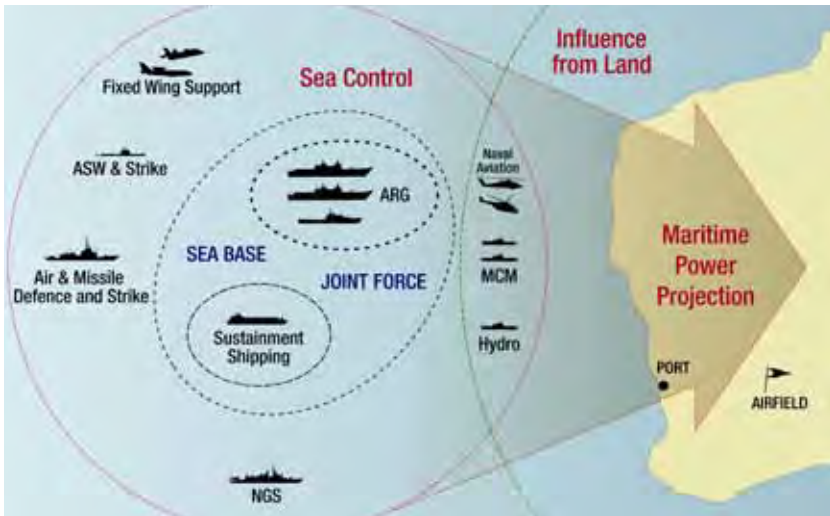 Influence
from Land
Sea Control
Fixed Wing Support
Naval
Aviation
ASW & Strike
ARG
SEA BASE
JOINT FORCE
Air & Missile
Defence and Strike
MCM
Maritime
Power
Projection
Sustainment
Shipping
Hydro
PORT
AIRFIELD
NGS